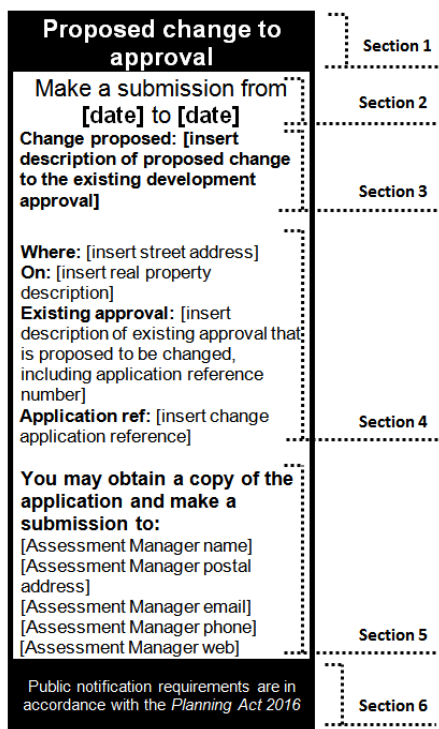 Proposed change to
approval
Section 1
Make a submission from
[date] to [date]
Section 2
Change proposed: [insert
description of proposed change
to the existing development
approval]
Section 3
Where: [insert street address]
On: [insert real property
description]
Existing approval: [insert
description of existing approval that
is proposed to be changed,
including application reference
number]
Application ref: [insert change
application reference]
Section 4
You may obtain a copy of the
application and make a
submission to:
[Assessment Manager name]
[Assessment Manager postal
address]
[Assessment Manager email]
[Assessment Manager phone]
[Assessment Manager web]
Section 5
Public notification requirements are in
accordance with the Planning Act 2016
Section 6